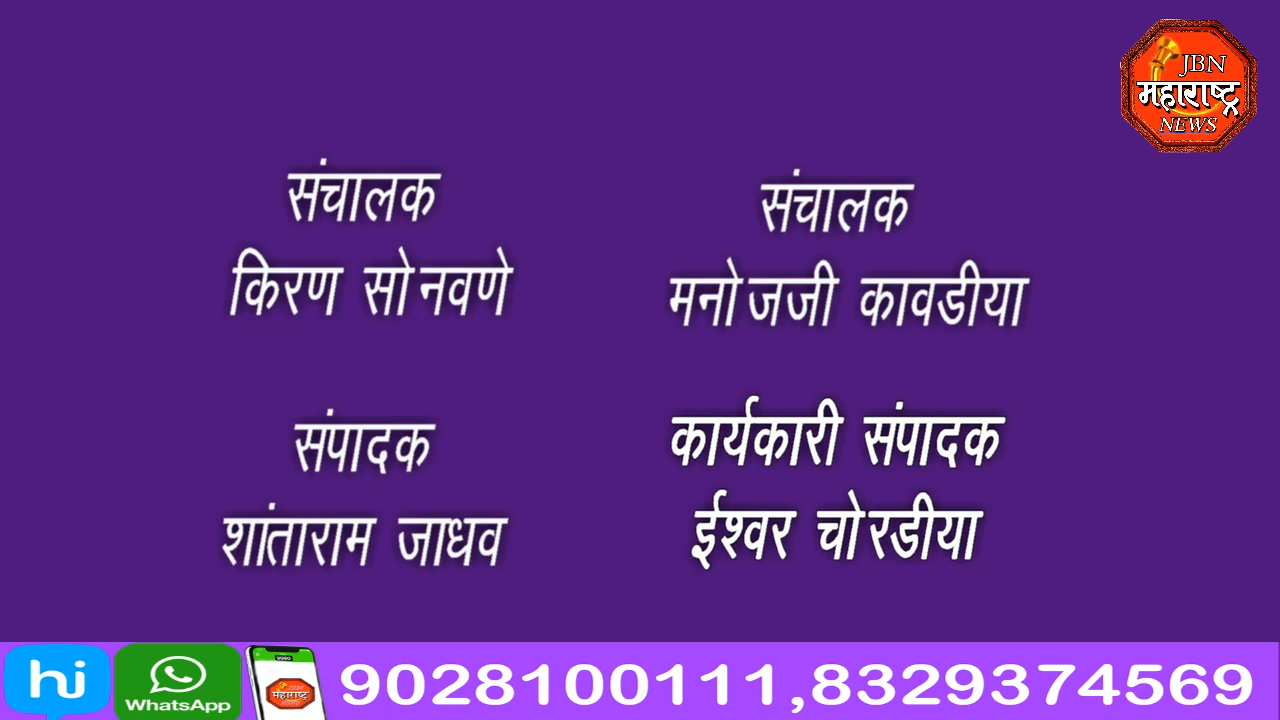 JBN
महाराष्ट्र
NEWS
संचालक
किरण सोनवणे
संचालक
मनोजजी कावडीया
संपादक
शांताराम जाधव
कार्यकारी संपादक
ईश्वर चोरडीया
hi
WhatsApp
महाराष्ट्र
9028100111,8329374569